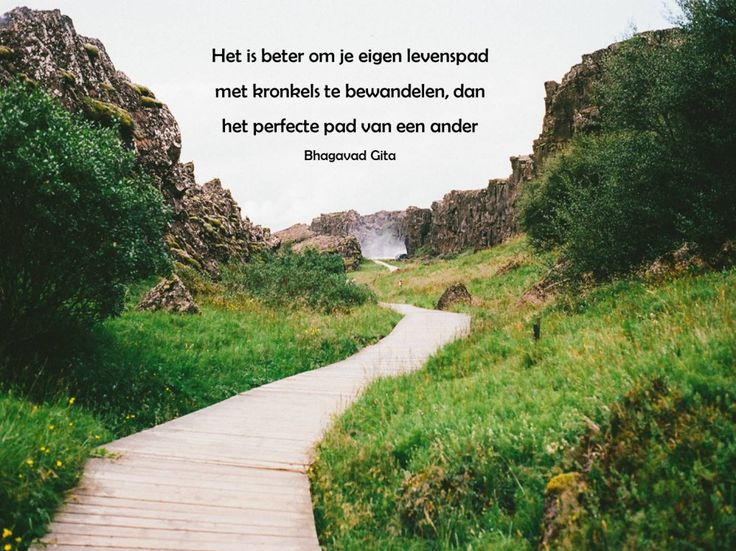 Het is beter om je eigen levenspad
met kronkels te bewandelen, dan
het perfecte pad van een ander
Bhagavad Gita